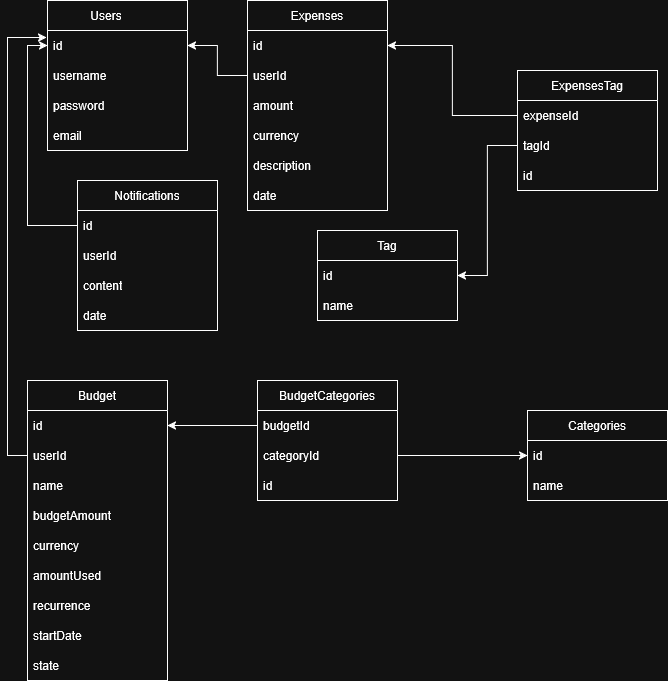 Users
id
username
password
email
Expenses
id
userId
amount
currency
description
date
ExpensesTag
expenseId
tagId
id
Notifications
id
userId
content
date
Tag
id
name
Budget
id
userId
name
budgetAmount
currency
amountUsed
recurrence
startDate
state
BudgetCategories
budgetId
categoryId
id
Categories
id
name